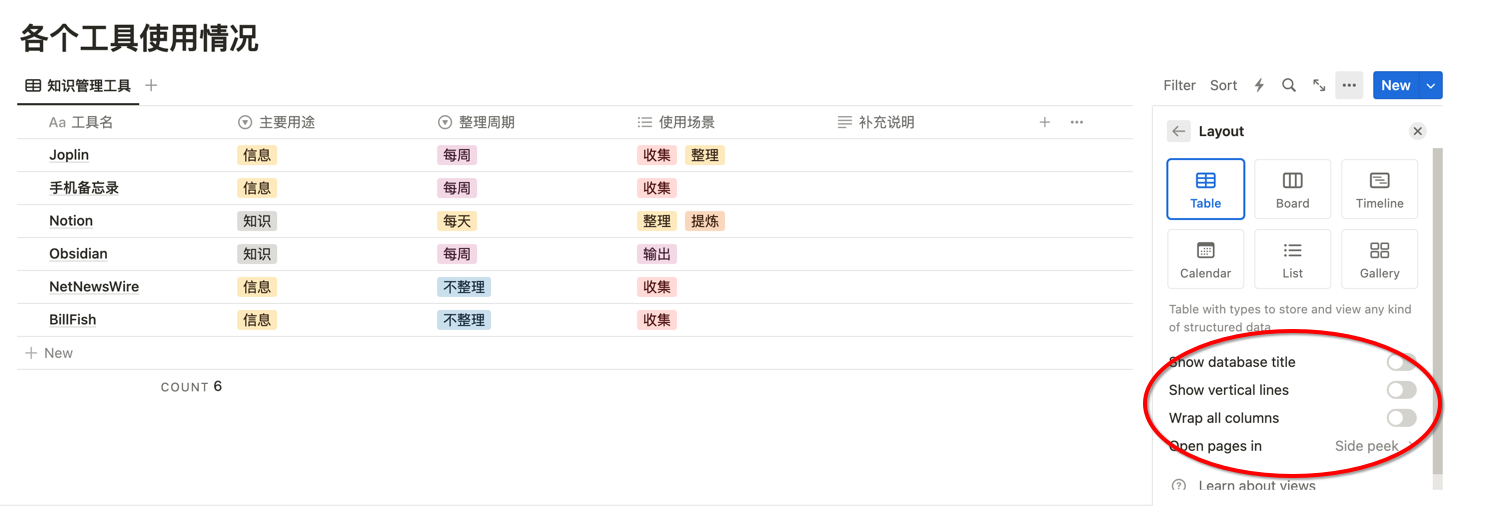 各个工具使用情况
知识管理工具
Filter Sort New
Aa 工具名 主要用途 整理周期 使用场景 补充说明
Joplin 信息 每周 收集 整理
手机备忘录 信息 每周 收集
Notion 知识 每天 整理 提炼
Obsidian 知识 每周 输出
NetNewsWire 信息 不整理 收集
BillFish 信息 不整理 收集
New
COUNT 6
Layout
Table Board Timeline
Calendar List Gallery
Table with types to store and view any kind
of structured data
Show database title
Show vertical lines
Wrap all columns
Open pages in Side peek
Learn about views